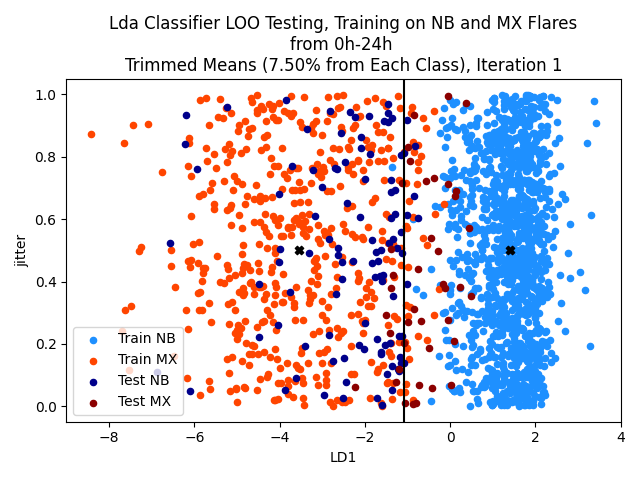 Lda Classifier LOO Testing, Training on NB and MX Flares
from 0h-24h
Trimmed Means (7.50% from Each Class), Iteration 1
1.0
0.8
0.6
0.4
0.2
0.0
jitter
Train NB
Train MX
Test NB
Test MX
−8
−6
−4
−2
0
2
4
LD1